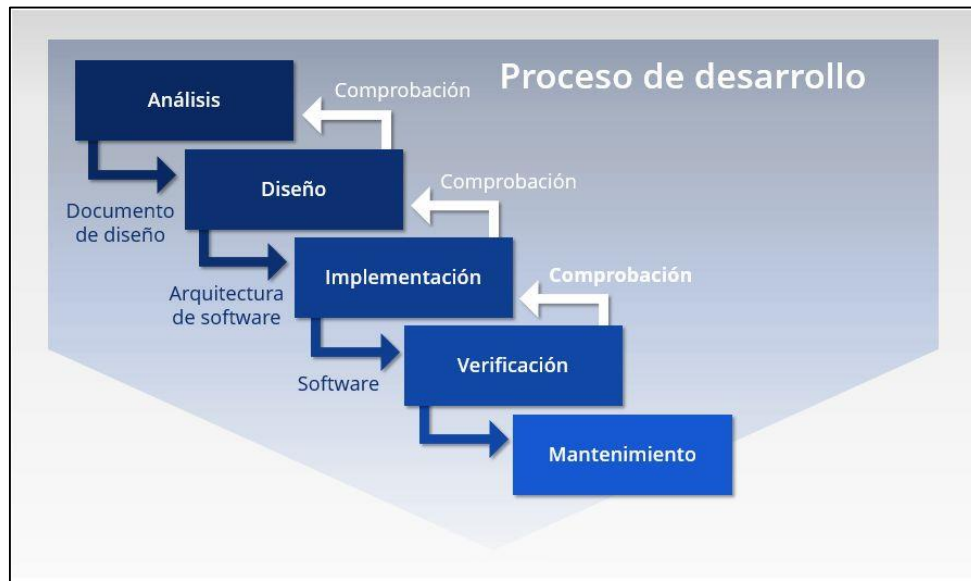 Proceso de desarrollo
Análisis
Comprobación
Diseño
Comprobación
Documento
de diseño
Implementación
Comprobación
Arquitectura
de software
Verificación
Software
Mantenimiento